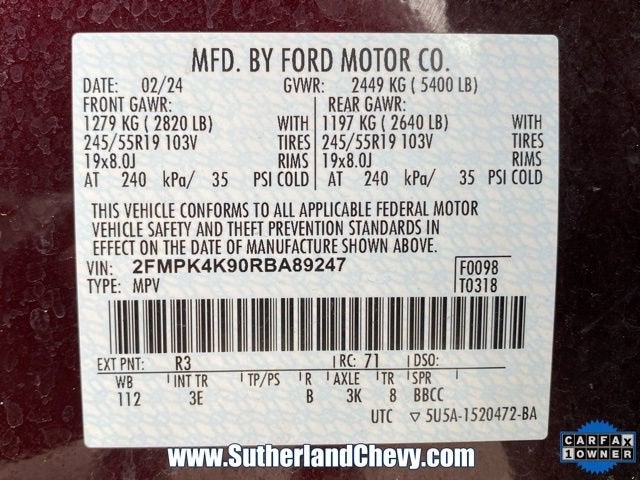 MFD. BY FORD MOTOR CO.
DATE: 02/24 GVWR: 2449 KG ( 5400 LB)
FRONT GAWR: REAR GAWR:
1279 KG ( 2820 LB) WITH 1197 KG ( 2640 LB) WITH
245/55R19 103V TIRES 245/55R19 103V TIRES
19x8.0J RIMS 19x8.0J RIMS
AT 240 kPa/ 35 PSI COLD AT 240 kPa/ 35 PSI COLD
THIS VEHICLE CONFORMS TO ALL APPLICABLE FEDERAL MOTOR
VEHICLE SAFETY AND THEFT PREVENTION STANDARDS IN
EFFECT ON THE DATE OF MANUFACTURE SHOWN ABOVE.
VIN: 2FMPK4K90RBA89247 F0098
TYPE: MPV T0318
EXT PNT: R3 RC: 71 DSO:
WB INT TR TP/PS R AXLE TR SPR
112 3E B 3K 8 BBCC
UTC ▽ 5U5A-1520472-BA
www.SutherlandChevy.com
CARFAX
1 OWNER